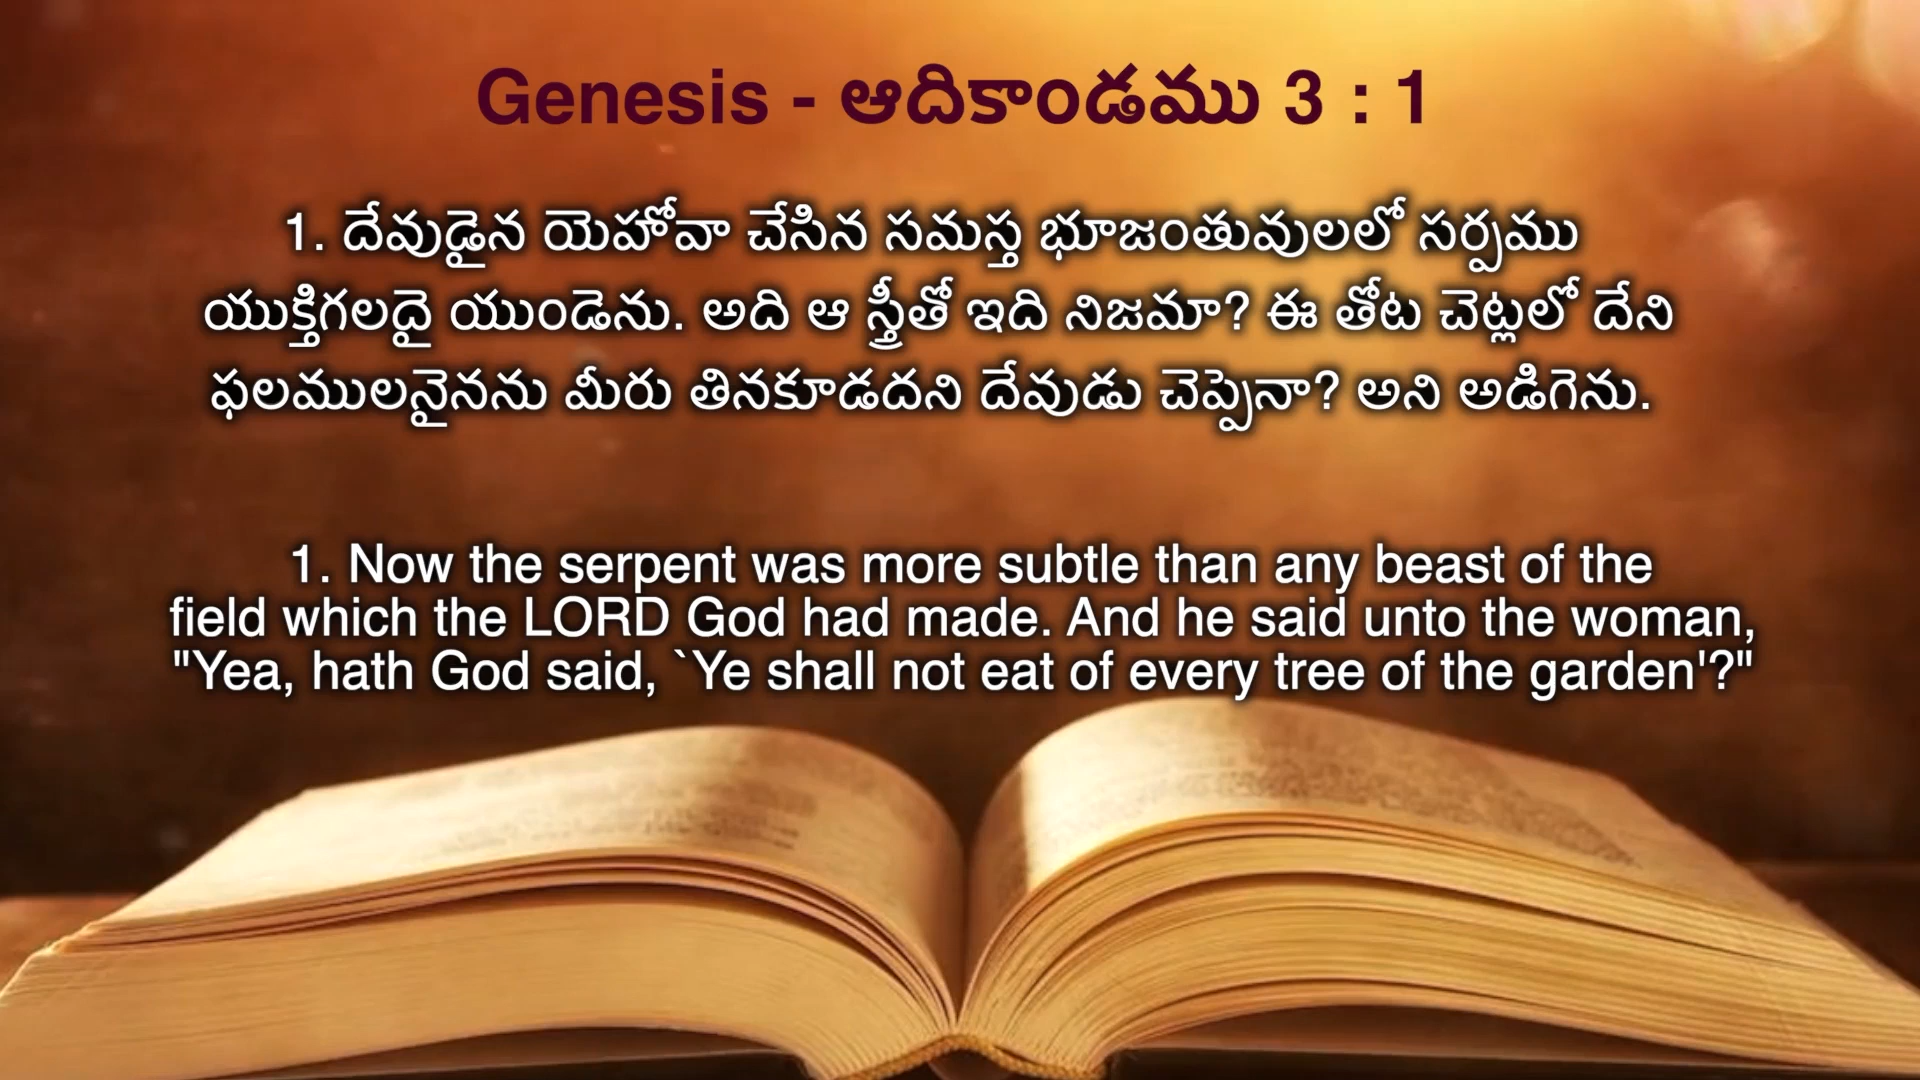 Genesis - ఆదికాండము 3 : 1
1. దేవుడైన యెహోవా చేసిన సమస్త భూజంతువులలో సర్పము
యుక్తిగలదై యుండెను. అది ఆ స్త్రీతో ఇది నిజమా? ఈ తోట చెట్లలో దేని
ఫలములనైనను మీరు తినకూడదని దేవుడు చెప్పెనా? అని అడిగెను.
1. Now the serpent was more subtle than any beast of the
field which the LORD God had made. And he said unto the woman,
"Yea, hath God said, `Ye shall not eat of every tree of the garden'?"